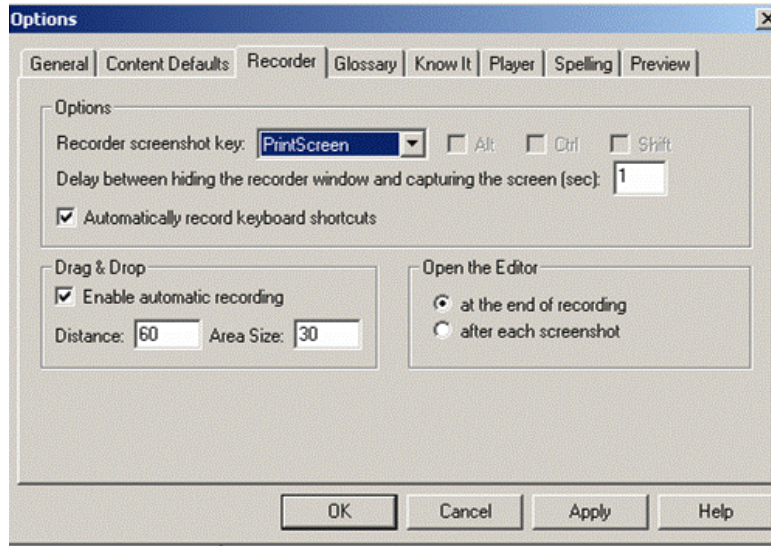 Options
General Content Defaults Recorder Glossary Know It Player Spelling Preview
Options
Recorder screenshot key: PrintScreen Alt Ctrl Shift
Delay between hiding the recorder window and capturing the screen (sec): 1
Automatically record keyboard shortcuts
Drag & Drop
Enable automatic recording
Distance: 60 Area Size: 30
Open the Editor
at the end of recording
after each screenshot
OK Cancel Apply Help